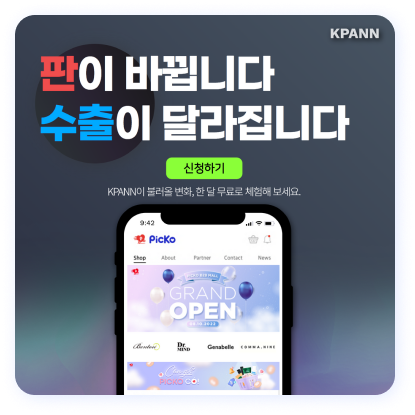 KPANN
판이 바뀝니다
수출이 달라집니다
신청하기
KPANN이 불러올 변화, 한 달 무료로 체험해 보세요.
9:42
PicKo
Shop About Partner Contact News
GRAND
OPEN
Dr.
MIND
Genabelle